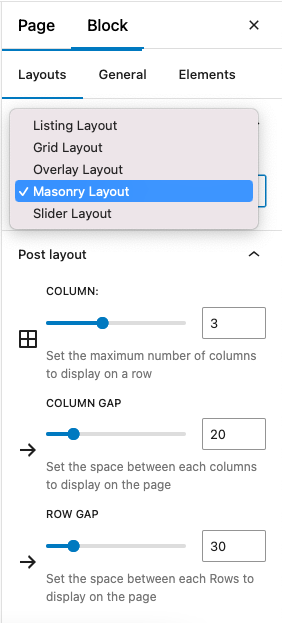 Page Block
Layouts General Elements
Listing Layout
Grid Layout
Overlay Layout
Masonry Layout
Slider Layout
Post layout
COLUMN:
3
Set the maximum number of columns
to display on a row
COLUMN GAP
20
Set the space between each columns
to display on the page
ROW GAP
30
Set the space between each Rows to
display on the page